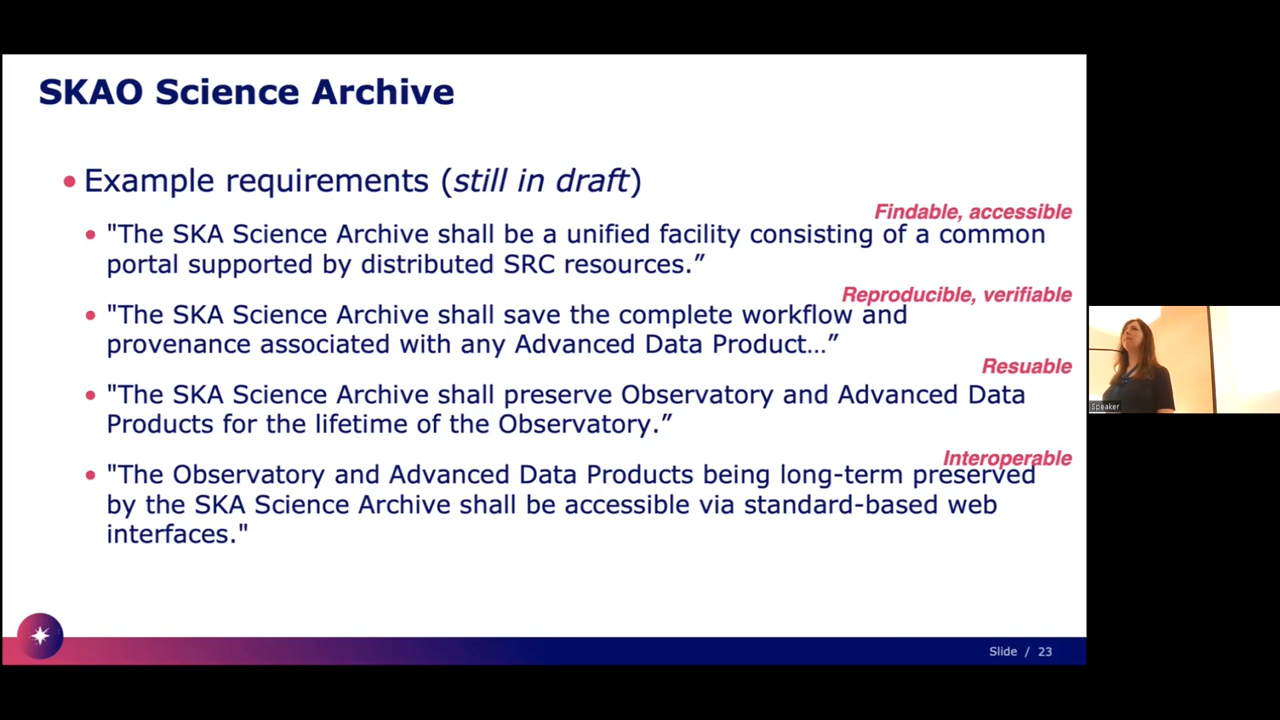 SKAO Science Archive
• Example requirements (still in draft)
Findable, accessible
• "The SKA Science Archive shall be a unified facility consisting of a common
portal supported by distributed SRC resources.”
Reproducible, verifiable
• "The SKA Science Archive shall save the complete workflow and
provenance associated with any Advanced Data Product…”
Resuable
• "The SKA Science Archive shall preserve Observatory and Advanced Data
Products for the lifetime of the Observatory.”
Interoperable
• "The Observatory and Advanced Data Products being long-term preserved
by the SKA Science Archive shall be accessible via standard-based web
interfaces."
Slide / 23
Speaker